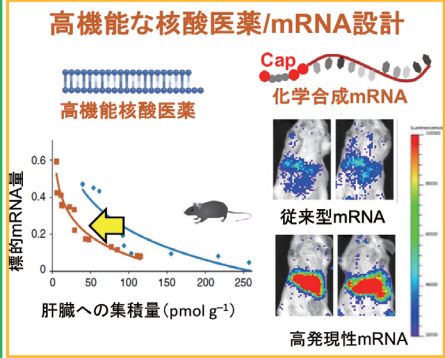 高機能な核酸医薬/mRNA設計
Cap
高機能核酸医薬
化学合成mRNA
標的mRNA量
0.6
0.4
0.2
0
0
50
100
150
200
250
肝臓への集積量(pmol g⁻¹)
従来型mRNA
高発現性mRNA